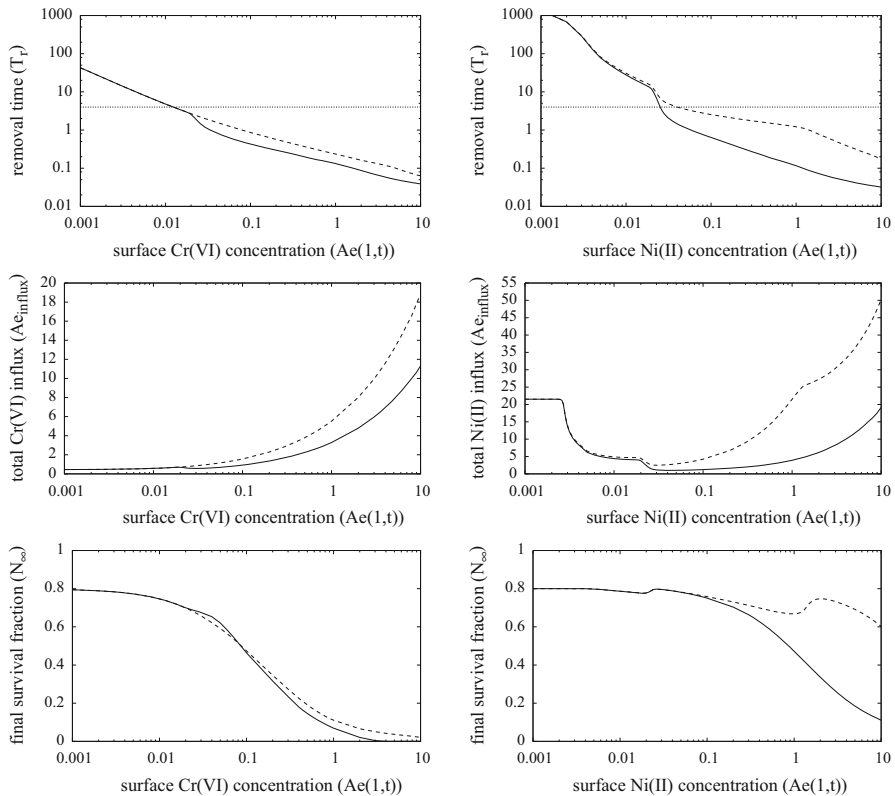 removal time (Tr)
1000
100
10
1
0.1
0.01
0.001 0.01 0.1 1 10
surface Cr(VI) concentration (Ae(1,t))
removal time (Tr)
1000
100
10
1
0.1
0.01
0.001 0.01 0.1 1 10
surface Ni(II) concentration (Ae(1,t))
total Cr(VI) influx (Aeinflux)
20
18
16
14
12
10
8
6
4
2
0
0.001 0.01 0.1 1 10
surface Cr(VI) concentration (Ae(1,t))
total Ni(II) influx (Aeinflux)
55
50
45
40
35
30
25
20
15
10
5
0
0.001 0.01 0.1 1 10
surface Ni(II) concentration (Ae(1,t))
final survival fraction (N∞)
1
0.8
0.6
0.4
0.2
0
0.001 0.01 0.1 1 10
surface Cr(VI) concentration (Ae(1,t))
final survival fraction (N∞)
1
0.8
0.6
0.4
0.2
0
0.001 0.01 0.1 1 10
surface Ni(II) concentration (Ae(1,t))